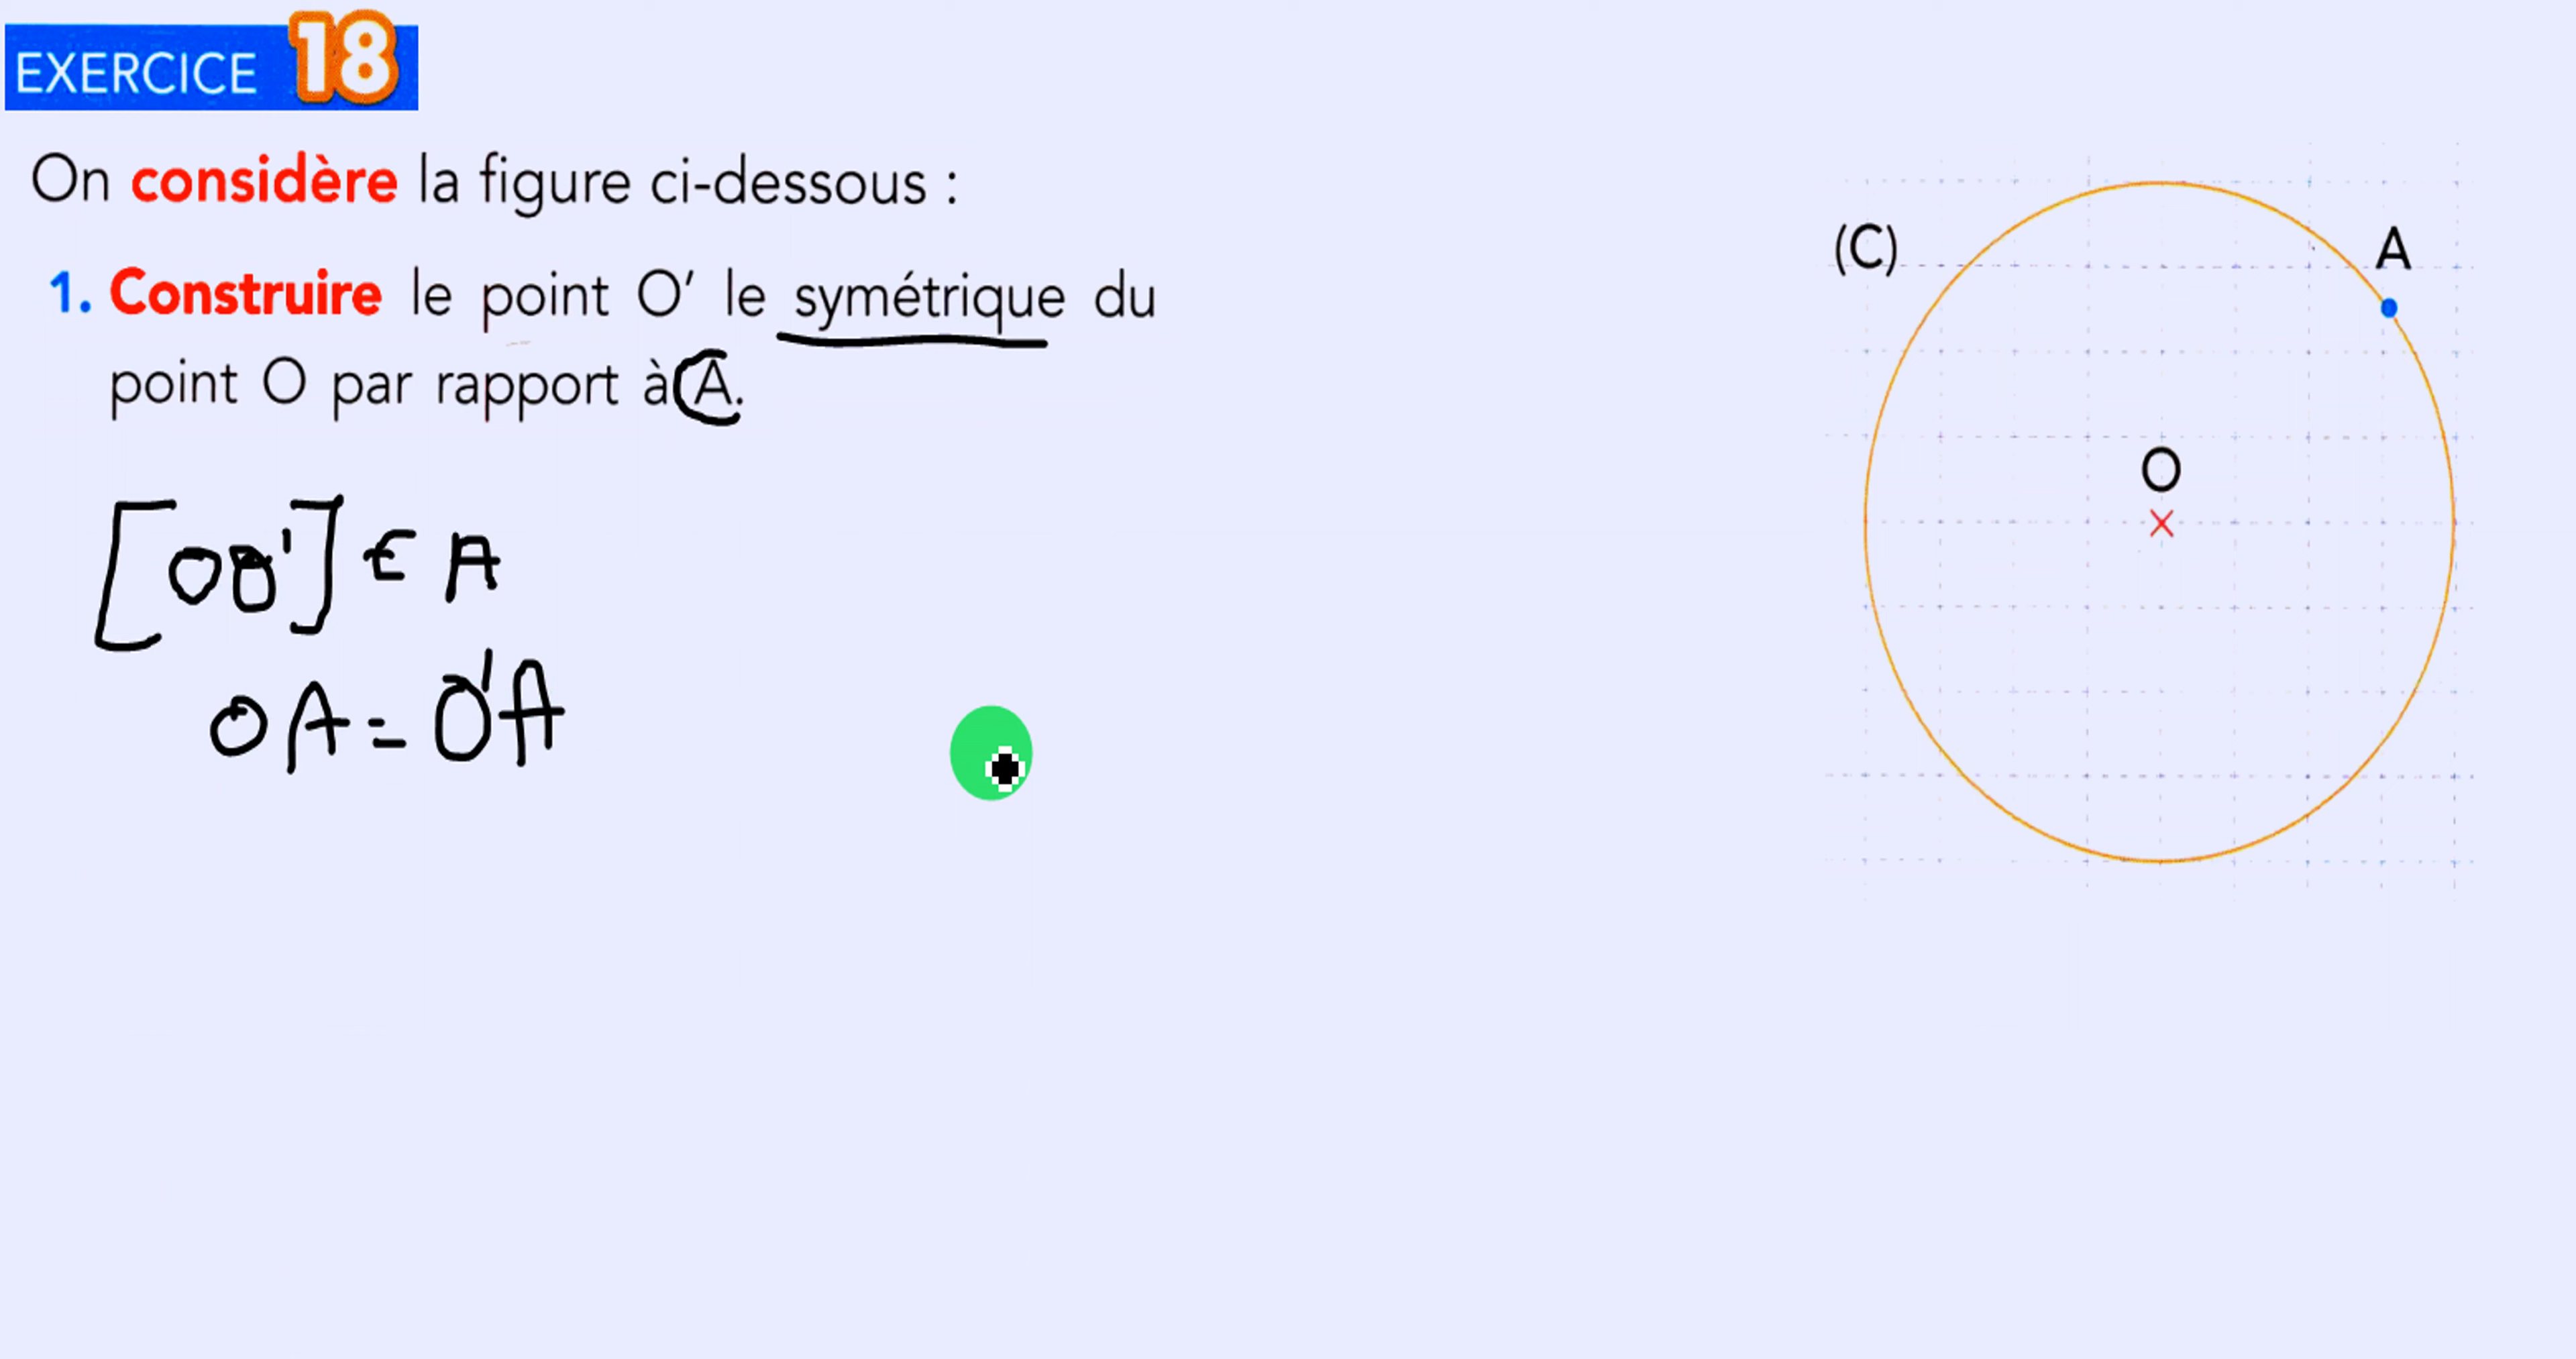 EXERCICE 18
On considère la figure ci-dessous :
1. Construire le point O' le symétrique du
point O par rapport à A.
[OO'] ∈ A
OA = O'A
(C)
A
O